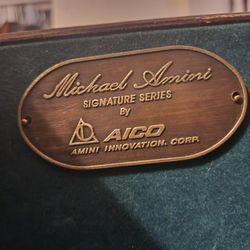 Michael Amini
SIGNATURE SERIES
By
AICO
AMINI INNOVATION. CORP.